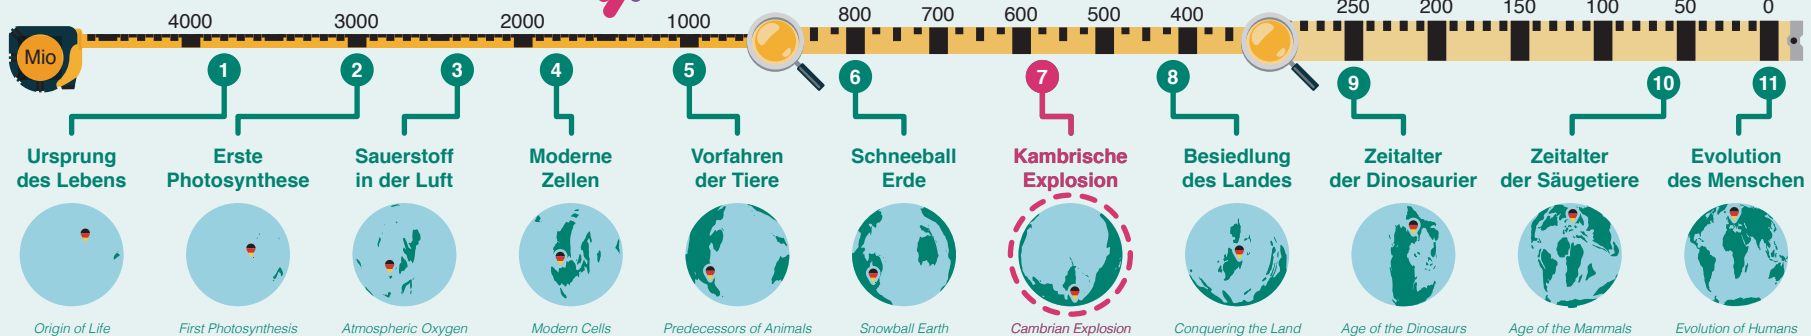 4000 3000 2000 1000 800 700 600 500 400 250 200 150 100 50 0
Mio
1 2 3 4 5 6 7 8 9 10 11
Ursprung
des Lebens
Erste
Photosynthese
Sauerstoff
in der Luft
Moderne
Zellen
Vorfahren
der Tiere
Schneeball
Erde
Kambrische
Explosion
Besiedlung
des Landes
Zeitalter
der Dinosaurier
Zeitalter
der Säugetiere
Evolution
des Menschen
Origin of Life
First Photosynthesis
Atmospheric Oxygen
Modern Cells
Predecessors of Animals
Snowball Earth
Cambrian Explosion
Conquering the Land
Age of the Dinosaurs
Age of the Mammals
Evolution of Humans